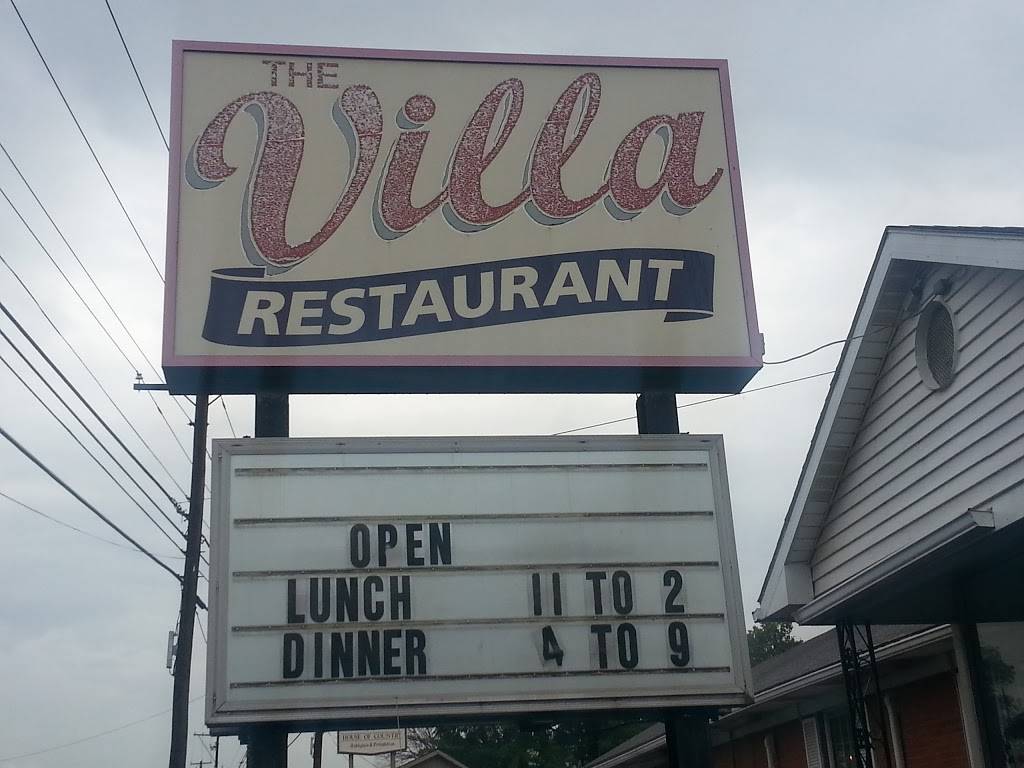 THE
Villa
RESTAURANT
OPEN
LUNCH 11 TO 2
DINNER 4 TO 9
HOUSE OF COUNTRY